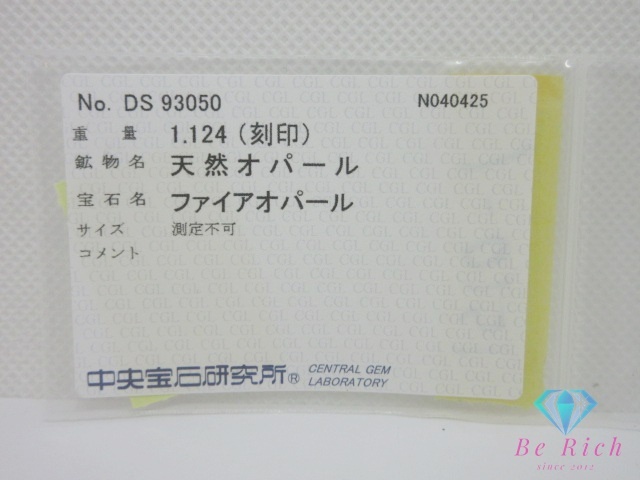 No. DS 93050 N040425
重量 1.124(刻印)
鉱物名 天然オパール
宝石名 ファイアオパール
サイズ 測定不可
コメント
中央宝石研究所® CENTRAL GEM
LABORATORY
Be Rich
since 2012